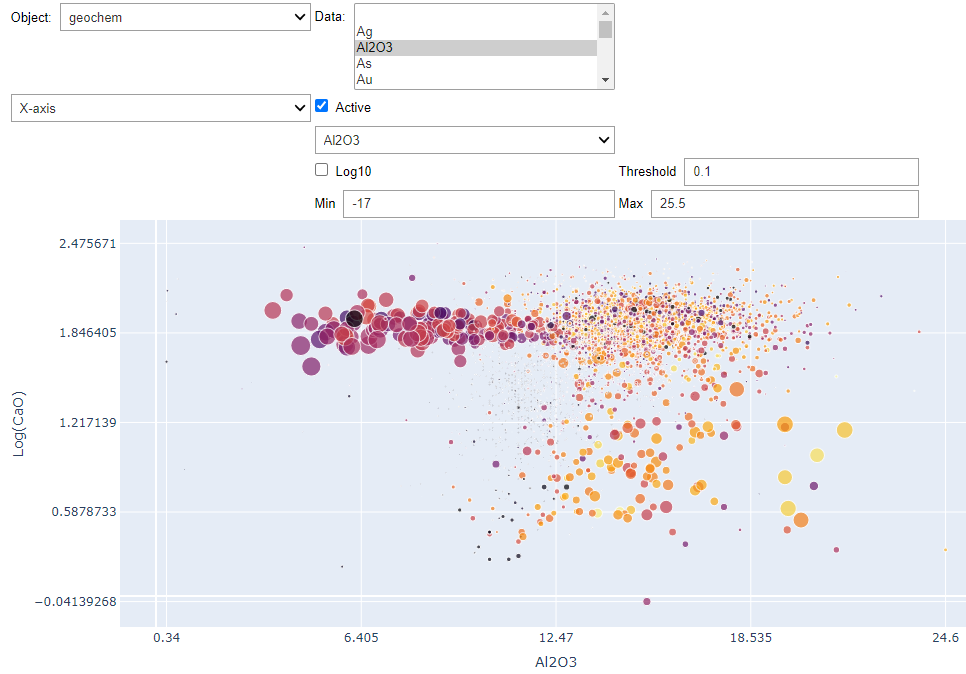 Object: geochem Data:
Ag
Al2O3
As
Au
X-axis Active
Al2O3
Log10 Threshold 0.1
Min -17 Max 25.5
2.475671
1.846405
1.217139
0.5878733
−0.04139268
Log(CaO)
0.34 6.405 12.47 18.535 24.6
Al2O3